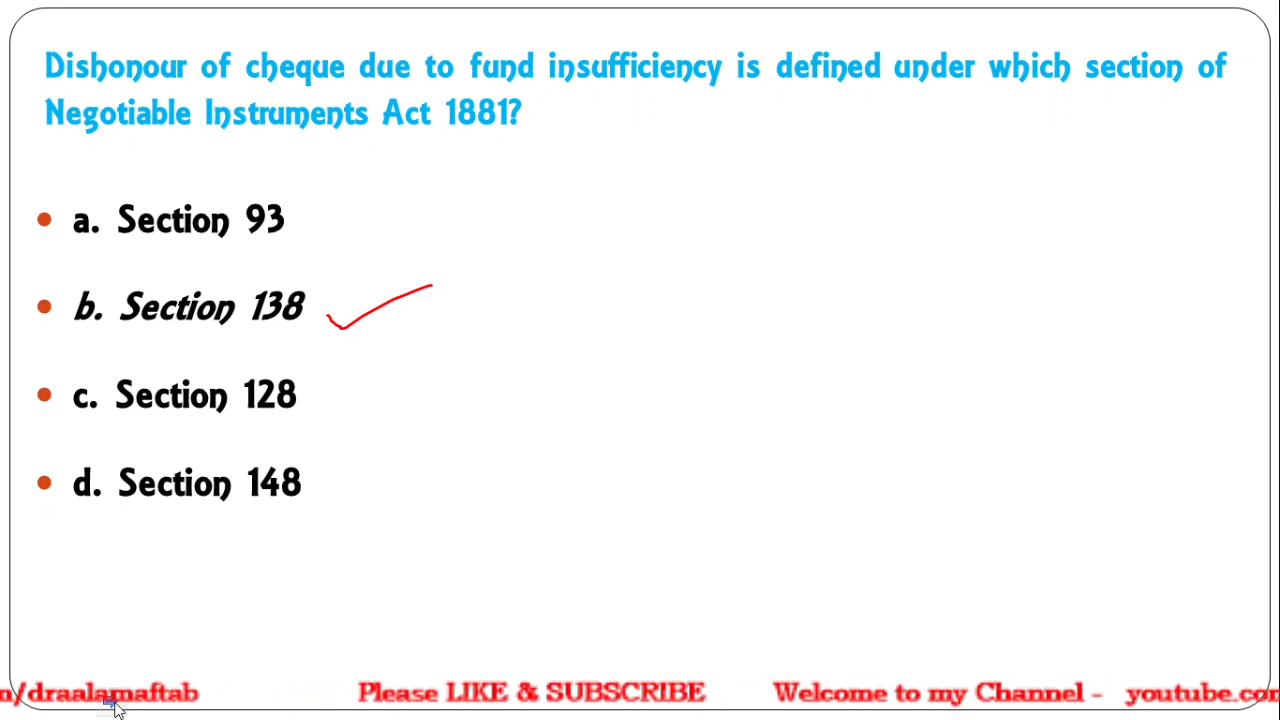 Dishonour of cheque due to fund insufficiency is defined under which section of
Negotiable Instruments Act 1881?
a. Section 93
b. Section 138
c. Section 128
d. Section 148
n/draalamaftab Please LIKE & SUBSCRIBE Welcome to my Channel - youtube.com